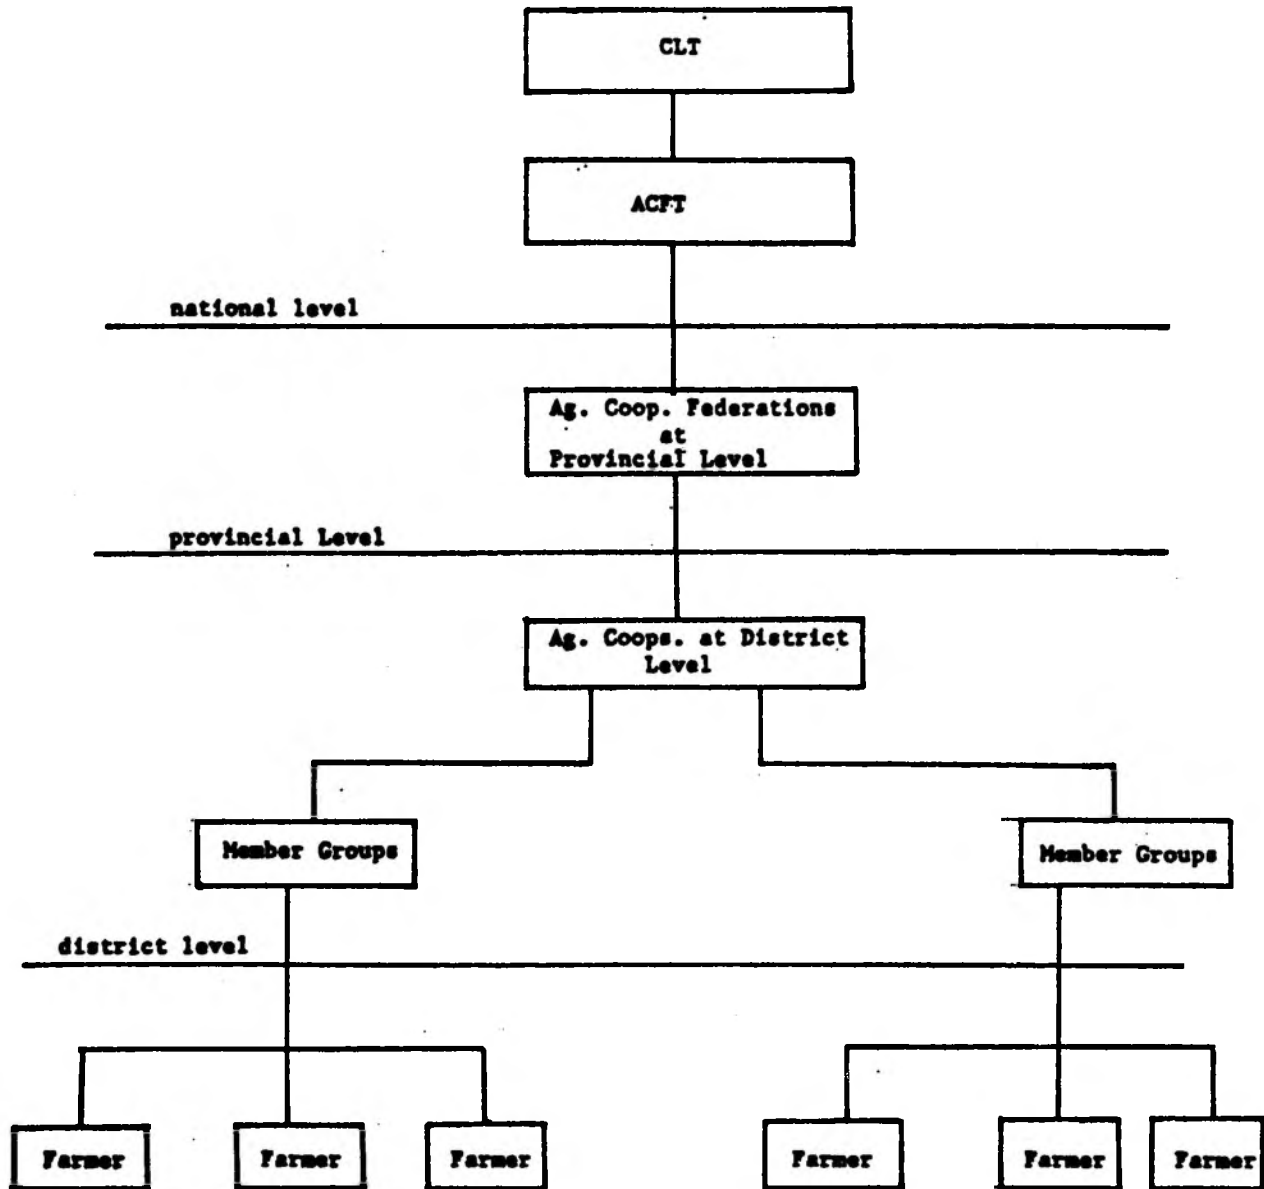 CLT
ACFT
national level
Ag. Coop. Federations
at
Provincial Level
provincial Level
Ag. Coops. at District
Level
Member Groups
Member Groups
district level
Farmer
Farmer
Farmer
Farmer
Farmer
Farmer